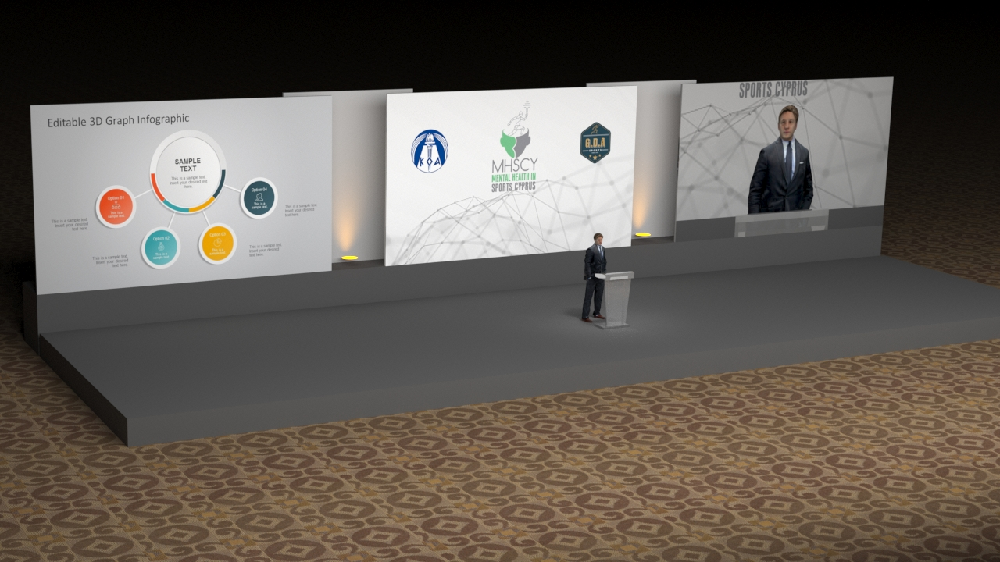 Editable 3D Graph Infographic
SAMPLE
TEXT
This is a sample text.
Insert your desired text
here.
Option 01
This is a
sample text.
This is a sample text.
Insert your desired
text here.
Option 02
This is a
sample text.
This is a sample text.
Insert your desired
text here.
Option 03
This is a
sample text.
This is a sample text.
Insert your desired
text here.
Option 04
This is a
sample text.
This is a sample text.
Insert your desired
text here.
ΚΟΑ
MHSCY
MENTAL HEALTH IN
SPORTS CYPRUS
G.D.A
SPORTS
SPORTS CYPRUS